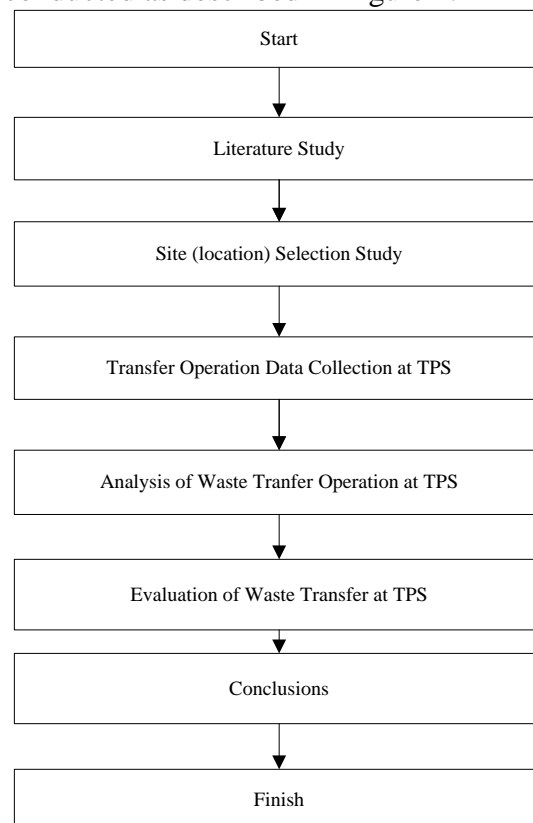 as
Start
Literature Study
Site (location) Selection Study
Transfer Operation Data Collection at TPS
Analysis of Waste Tranfer Operation at TPS
Evaluation of Waste Transfer at TPS
Conclusions
Finish